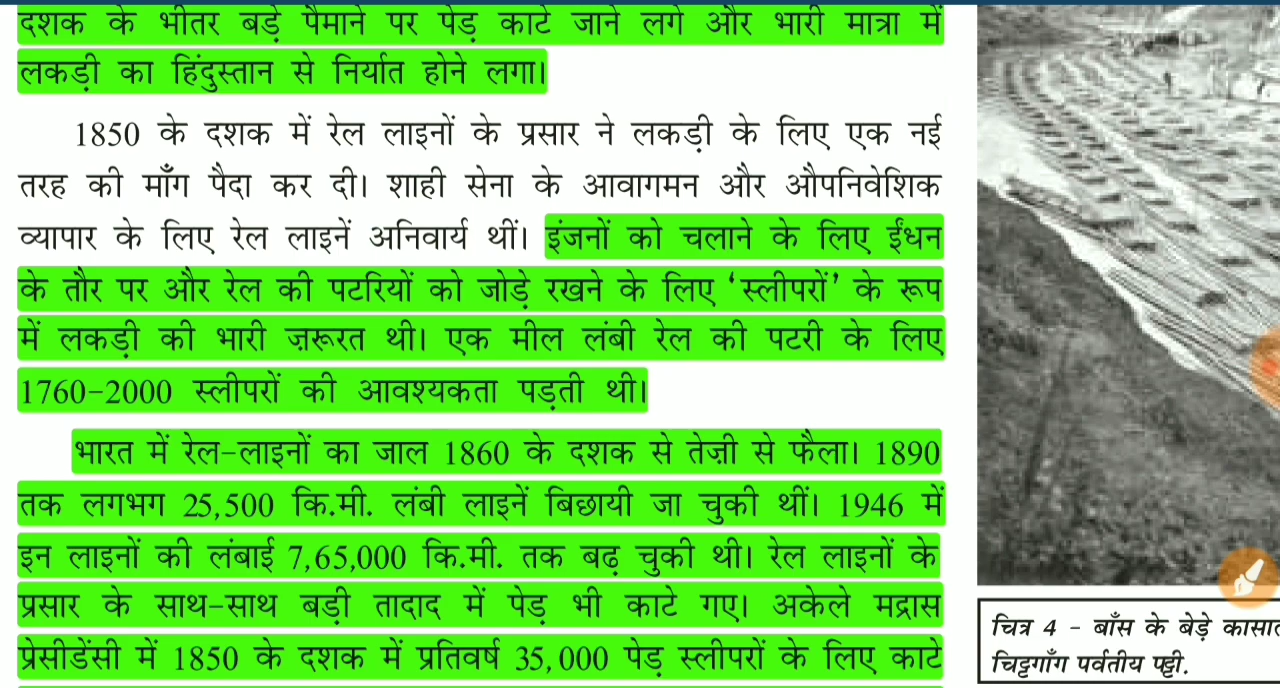 दशक के भीतर बड़े पैमाने पर पेड़ काटे जाने लगे और भारी मात्रा में
लकड़ी का हिंदुस्तान से निर्यात होने लगा।
1850 के दशक में रेल लाइनों के प्रसार ने लकड़ी के लिए एक नई
तरह की माँग पैदा कर दी। शाही सेना के आवागमन और औपनिवेशिक
व्यापार के लिए रेल लाइनें अनिवार्य थीं। इंजनों को चलाने के लिए ईंधन
के तौर पर और रेल की पटरियों को जोड़े रखने के लिए ‘स्लीपरों’ के रूप
में लकड़ी की भारी ज़रूरत थी। एक मील लंबी रेल की पटरी के लिए
1760-2000 स्लीपरों की आवश्यकता पड़ती थी।
भारत में रेल-लाइनों का जाल 1860 के दशक से तेज़ी से फैला। 1890
तक लगभग 25,500 कि.मी. लंबी लाइनें बिछायी जा चुकी थीं। 1946 में
इन लाइनों की लंबाई 7,65,000 कि.मी. तक बढ़ चुकी थी। रेल लाइनों के
प्रसार के साथ-साथ बड़ी तादाद में पेड़ भी काटे गए। अकेले मद्रास
प्रेसीडेंसी में 1850 के दशक में प्रतिवर्ष 35,000 पेड़ स्लीपरों के लिए काटे
चित्र 4 - बाँस के बेड़े
चिट्टगाँग पर्वतीय पट्टी.